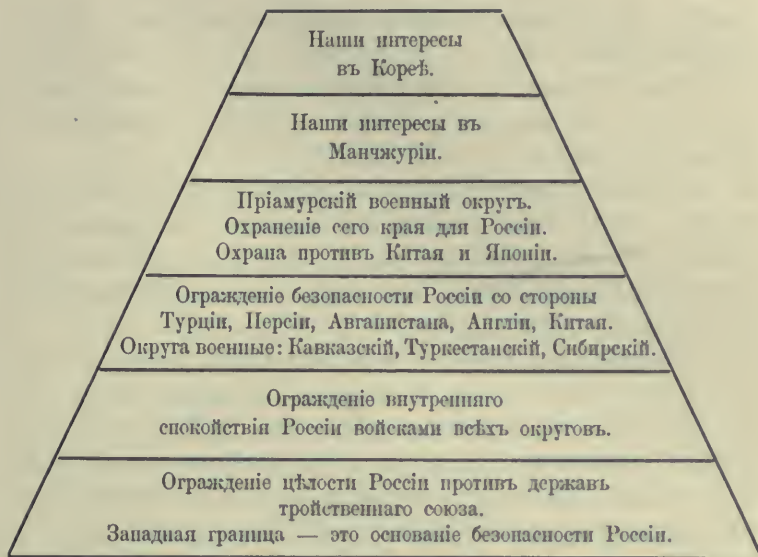 Наши интересы
въ Кореѣ.
Наши интересы въ
Манчжуріи.
Пріамурскій военный округъ.
Охраненіе сего края для Россіи.
Охрана противъ Китая и Японіи.
Огражденіе безопасности Россіи со стороны
Турціи, Персіи, Авганистана, Англіи, Китая.
Округа военные: Кавказскій, Туркестанскій, Сибирскій.
Огражденіе внутренняго
спокойствія Россіи войсками всѣхъ округовъ.
Огражденіе цѣлости Россіи противъ державъ
тройственнаго союза.
Западная граница — это основаніе безопасности Россіи.